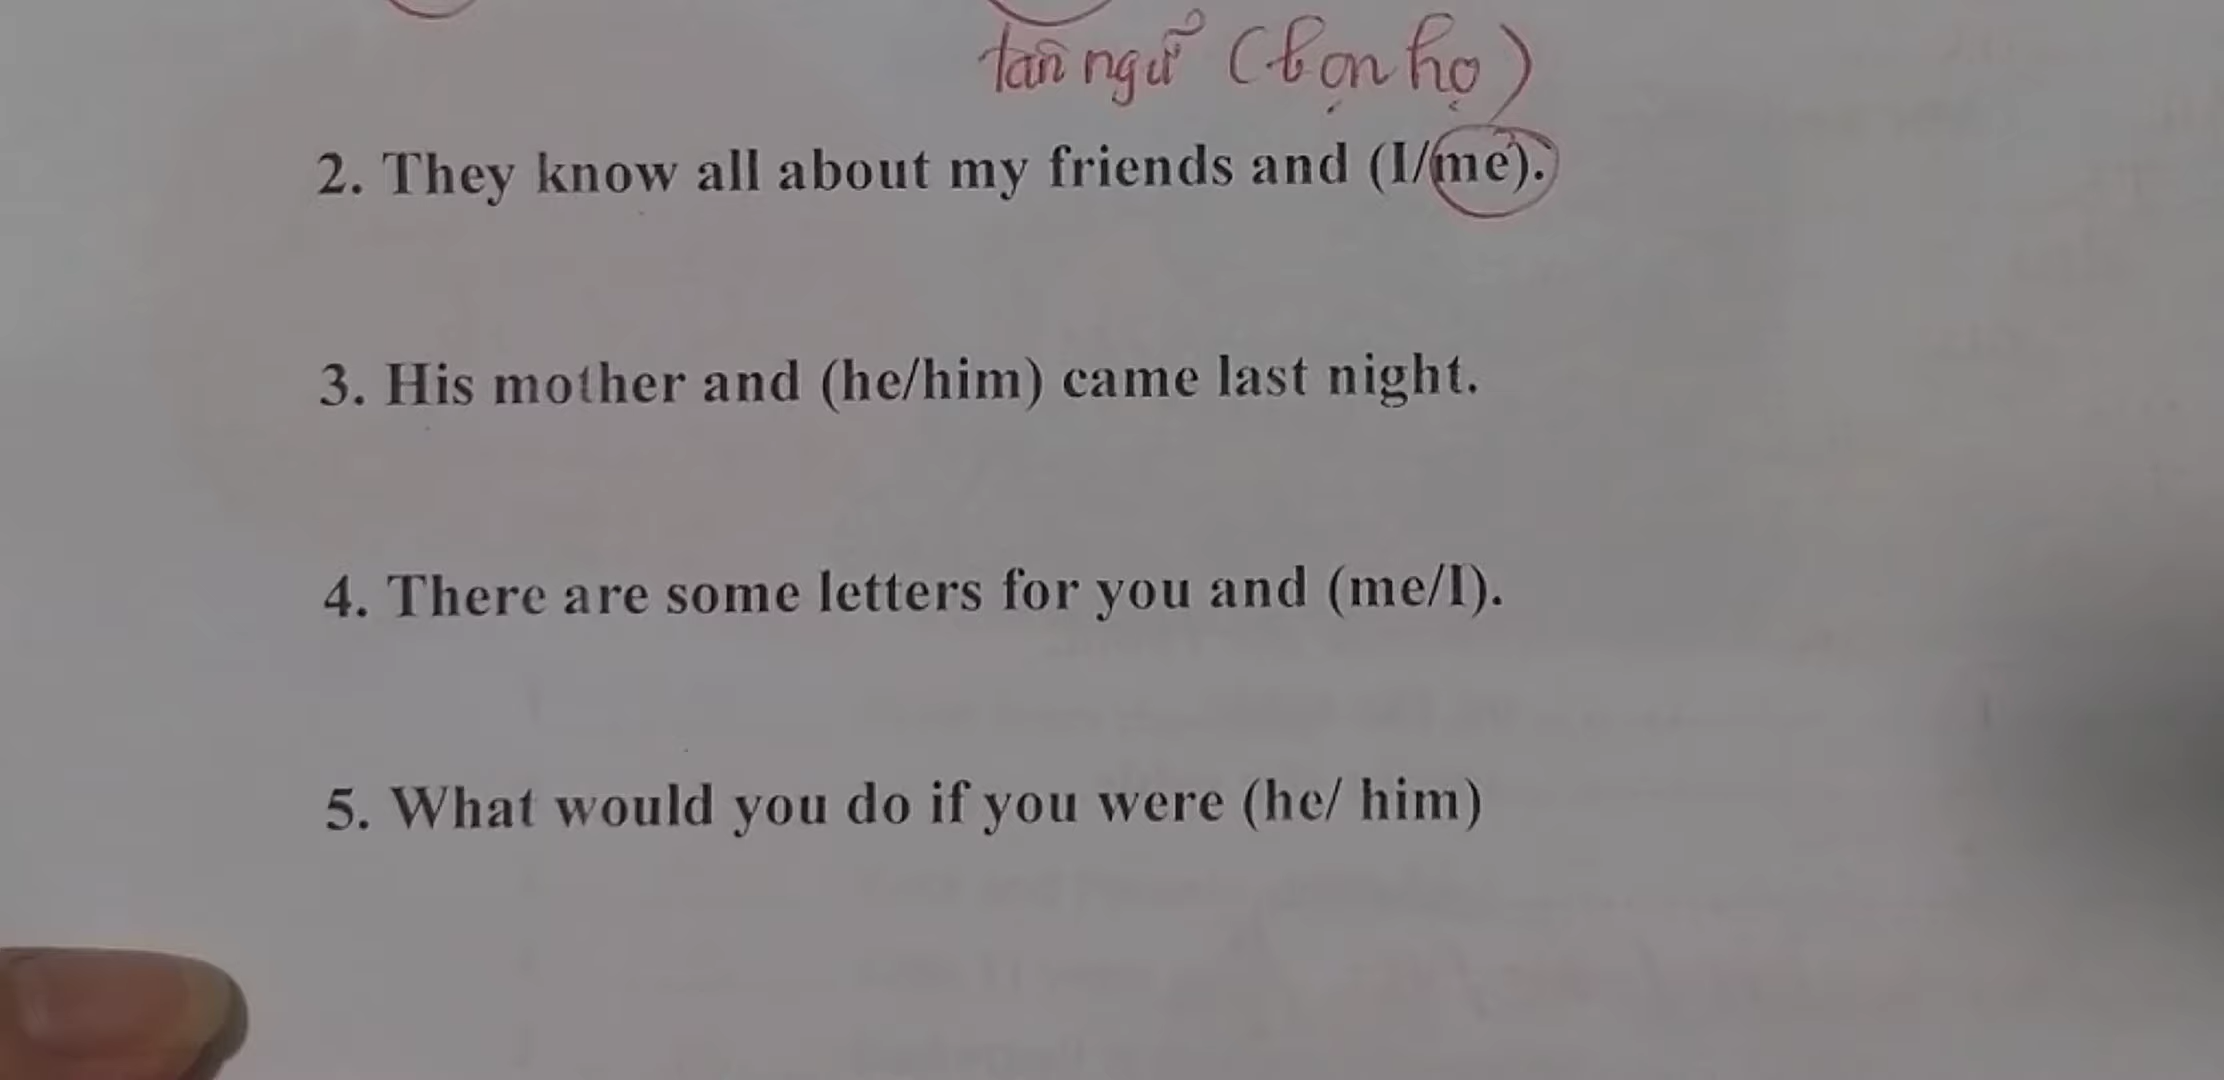 tân ngữ (bọn họ)
2. They know all about my friends and (I/me).
3. His mother and (he/him) came last night.
4. There are some letters for you and (me/I).
5. What would you do if you were (he/ him)